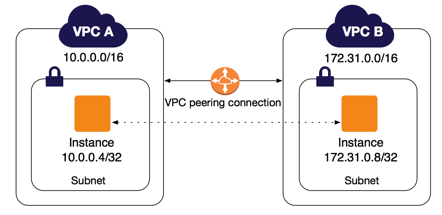 VPC A
10.0.0.0/16
Instance
10.0.0.4/32
Subnet
VPC peering connection
VPC B
172.31.0.0/16
Instance
172.31.0.8/32
Subnet